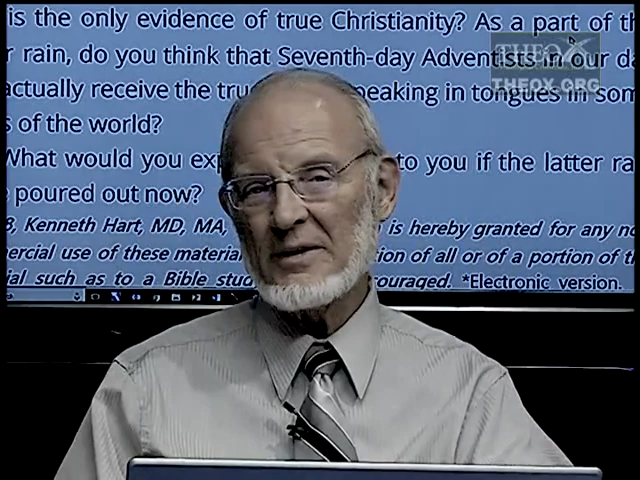 is the only evidence of true Christianity? As a part of th
r rain, do you think that Seventh-day Adventists in our da
actually receive the tru peaking in tongues in som
s of the world?
What would you exp to you if the latter ra
poured out now?
8, Kenneth Hart, MD, MA, is hereby granted for any no
ercial use of these material ion of all or of a portion of th
ial such as to a Bible stud ouraged. *Electronic version.
THEOX
THEOX.ORG